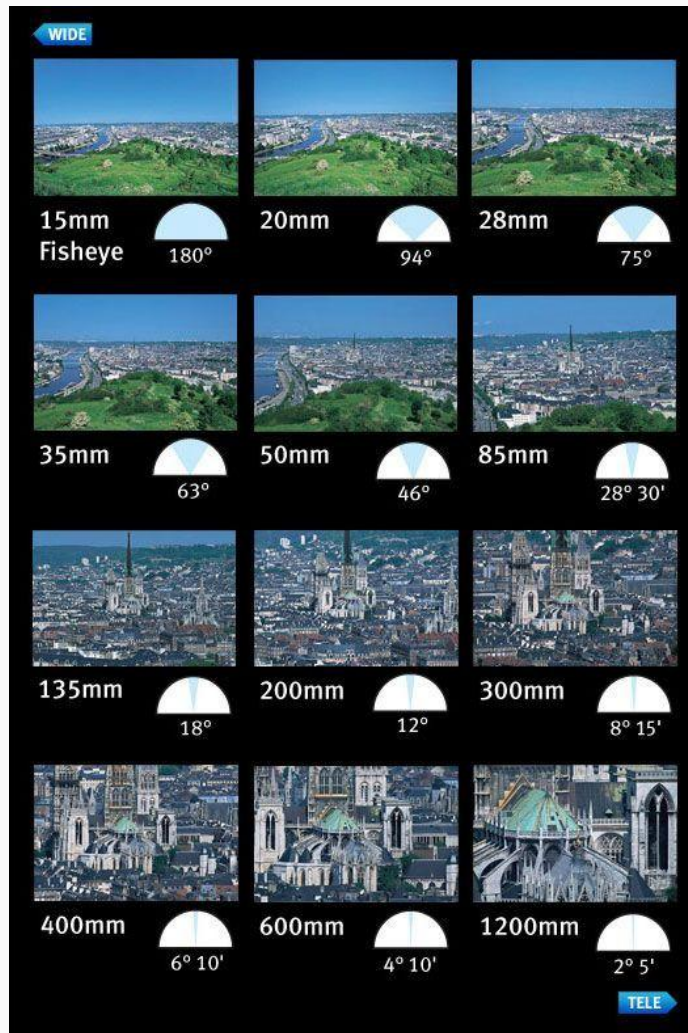 WIDE
15mm
Fisheye
180°
20mm
94°
28mm
75°
35mm
63°
50mm
46°
85mm
28° 30'
135mm
18°
200mm
12°
300mm
8° 15'
400mm
6° 10'
600mm
4° 10'
1200mm
2° 5'
TELE